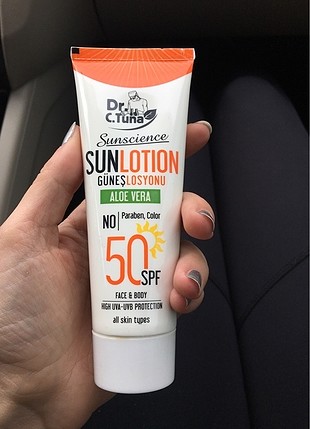 Dr.
C.Tuna
Sunscience
SUNLOTION
GÜNEŞLOSYONU
ALOE VERA
NO Paraben, Color
50 SPF
FACE & BODY
HIGH UVA-UVB PROTECTION
all skin types